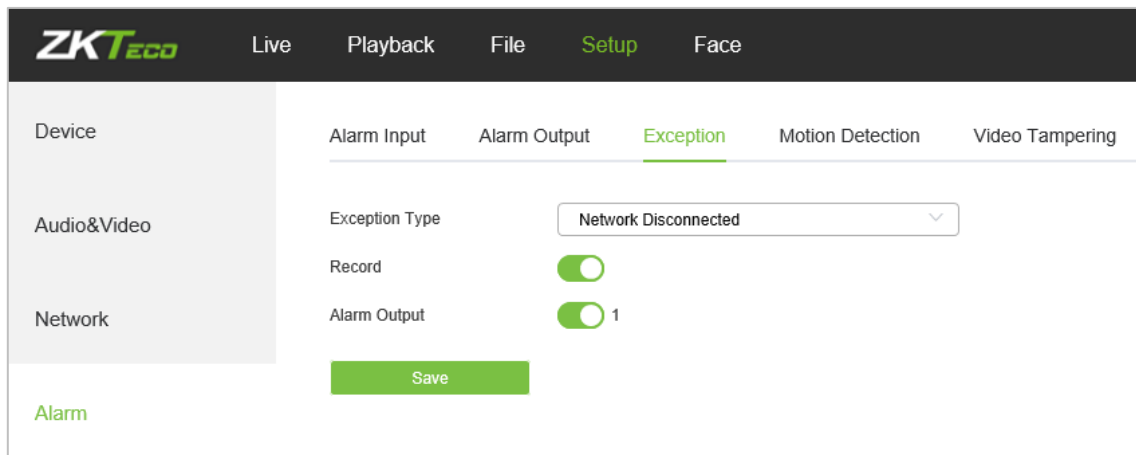 ZKTECO Live Playback File Setup Face
Device
Audio&Video
Network
Alarm
Alarm Input Alarm Output Exception Motion Detection Video Tampering
Exception Type Network Disconnected
Record
Alarm Output 1
Save